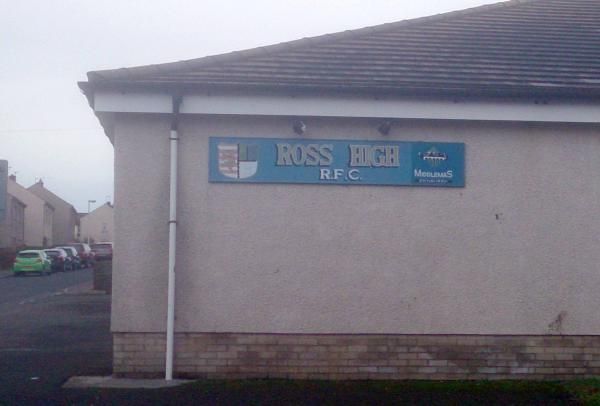 ROSS HIGH
R.F.C.
MIDDLEMAS